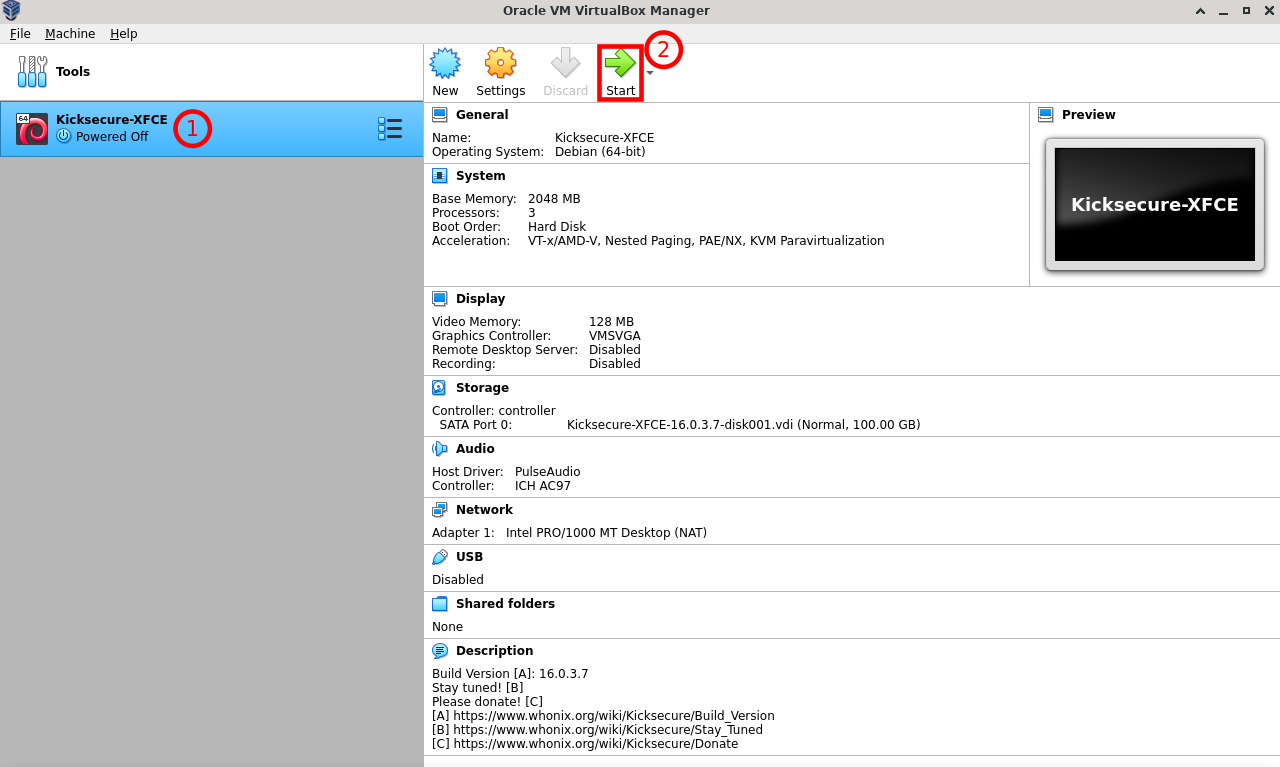 Oracle VM VirtualBox Manager
File Machine Help
Tools
New Settings Discard Start 2
64
Kicksecure-XFCE
Powered Off
1
General
Name: Kicksecure-XFCE
Operating System: Debian (64-bit)
System
Base Memory: 2048 MB
Processors: 3
Boot Order: Hard Disk
Acceleration: VT-x/AMD-V, Nested Paging, PAE/NX, KVM Paravirtualization
Preview
Kicksecure-XFCE
Display
Video Memory: 128 MB
Graphics Controller: VMSVGA
Remote Desktop Server: Disabled
Recording: Disabled
Storage
Controller: controller
SATA Port 0: Kicksecure-XFCE-16.0.3.7-disk001.vdi (Normal, 100.00 GB)
Audio
Host Driver: PulseAudio
Controller: ICH AC97
Network
Adapter 1: Intel PRO/1000 MT Desktop (NAT)
USB
Disabled
Shared folders
None
Description
Build Version [A]: 16.0.3.7
Stay tuned! [B]
Please donate! [C]
[A] https://www.whonix.org/wiki/Kicksecure/Build_Version
[B] https://www.whonix.org/wiki/Kicksecure/Stay_Tuned
[C] https://www.whonix.org/wiki/Kicksecure/Donate